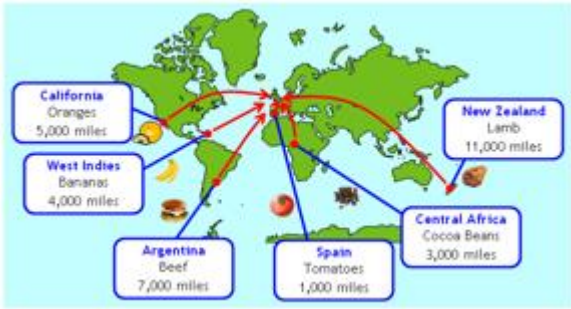 California
Oranges
5,000 miles
West Indies
Bananas
4,000 miles
Argentina
Beef
7,000 miles
Spain
Tomatoes
1,000 miles
Central Africa
Cocoa Beans
3,000 miles
New Zealand
Lamb
11,000 miles